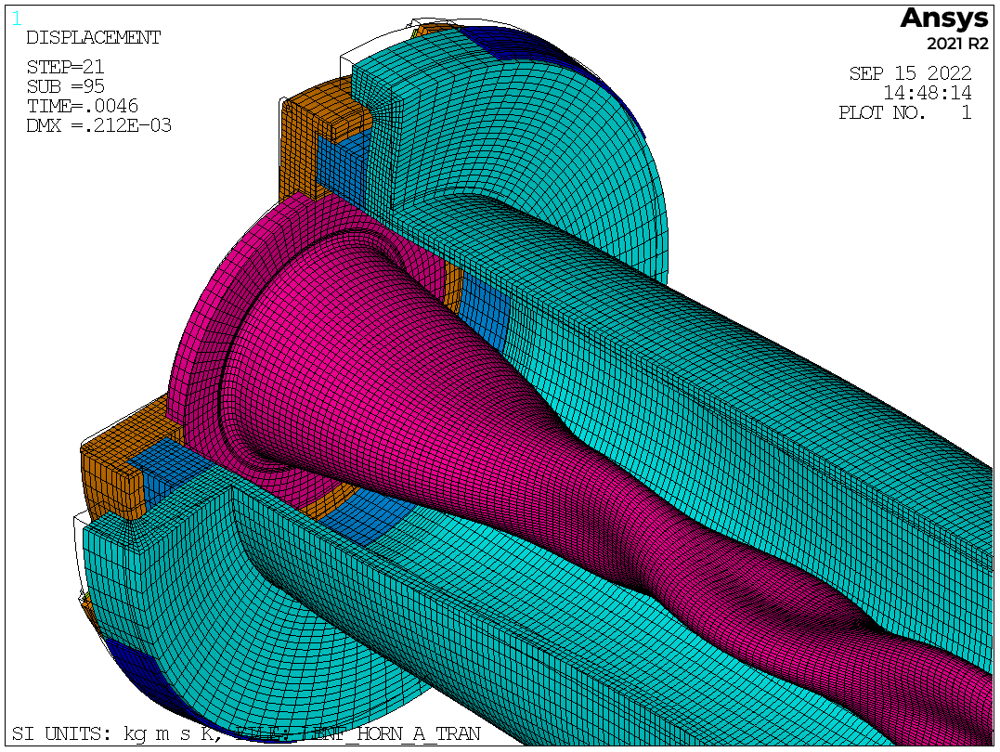 1
DISPLACEMENT
STEP=21
SUB =95
TIME=.0046
DMX =.212E-03
Ansys
2021 R2
SEP 15 2022
14:48:14
PLOT NO. 1
SI UNITS: kg m s K, HORN_A_TRAN